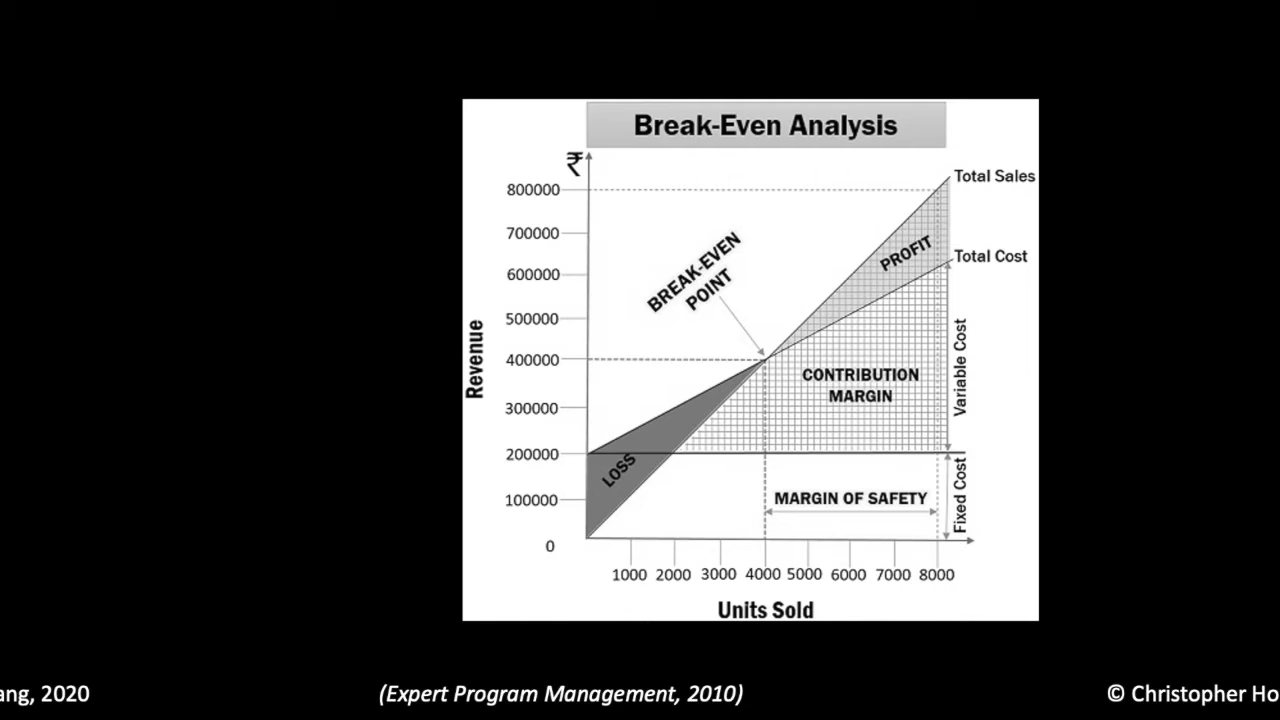 Break-Even Analysis
₹
Total Sales
800000
700000
PROFIT
BREAK-EVEN
POINT
Total Cost
600000
500000
400000
300000
200000
100000
0
Revenue
CONTRIBUTION
MARGIN
Variable Cost
LOSS
MARGIN OF SAFETY
Fixed Cost
1000 2000 3000 4000 5000 6000 7000 8000
Units Sold
ang, 2020
(Expert Program Management, 2010)
© Christopher Ho